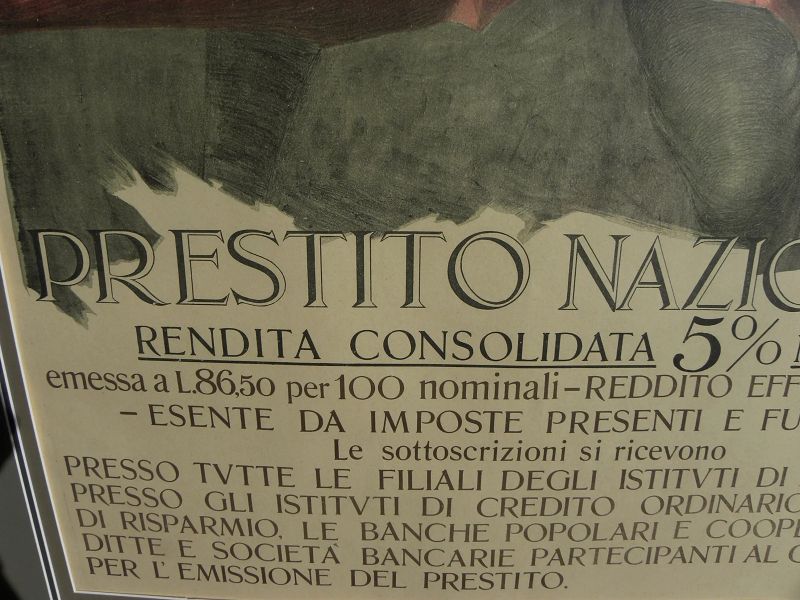 PRESTITO NAZIO
RENDITA CONSOLIDATA 5%
emessa a L.86,50 per 100 nominali-REDDITO EFF
- ESENTE DA IMPOSTE PRESENTI E FU
Le sottoscrizioni si ricevono
PRESSO TVTTE LE FILIALI DEGLI ISTITVTI DI
PRESSO GLI ISTITVTI DI CREDITO ORDINARIO
DI RISPARMIO, LE BANCHE POPOLARI E COOPE
DITTE E SOCIETÀ BANCARIE PARTECIPANTI AL C
PER L'EMISSIONE DEL PRESTITO.